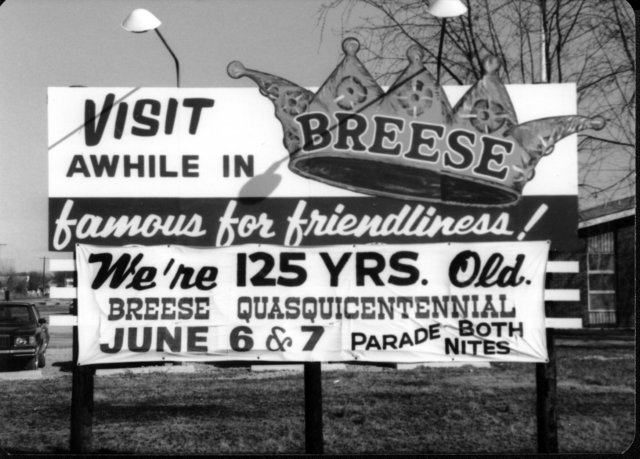 VISIT
AWHILE IN
BREESE
famous for friendliness!
We're 125 YRS. Old.
BREESE QUASQUICENTENNIAL
JUNE 6 & 7 PARADE BOTH
NITES